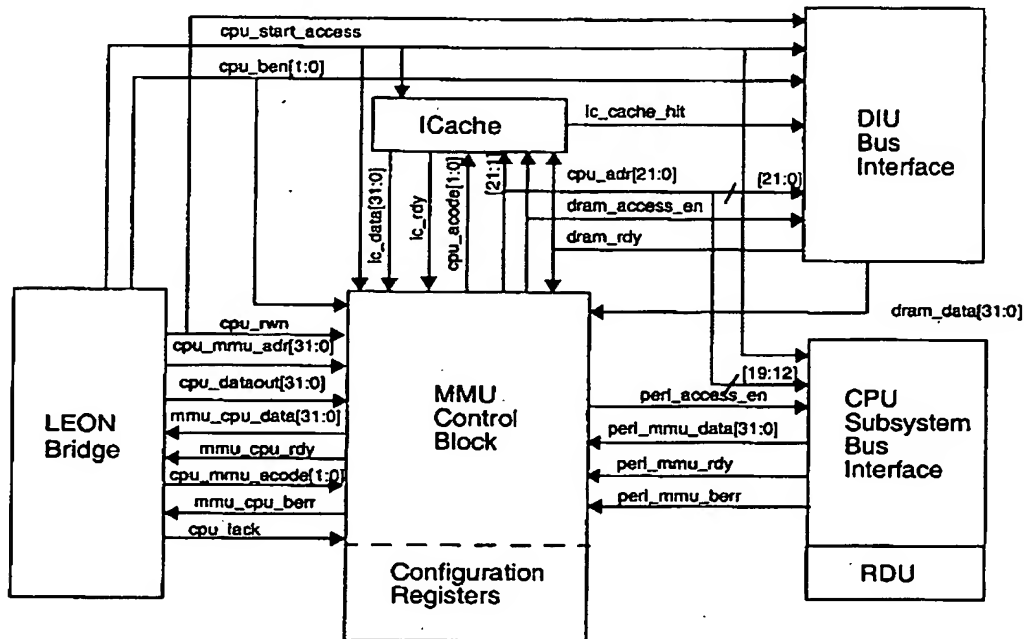 cpu_start_access
cpu_ben[1:0]
ICache
ic_cache_hit
DIU
Bus
Interface
ic_data[31:0]
ic_rdy
cpu_acode[1:0]
[21:1]
cpu_adr[21:0]
[21:0]
dram_access_en
dram_rdy
dram_data[31:0]
LEON
Bridge
cpu_rwn
cpu_mmu_adr[31:0]
cpu_dataout[31:0]
mmu_cpu_data[31:0]
mmu_cpu_rdy
cpu_mmu_acode[1:0]
mmu_cpu_berr
cpu_iack
MMU
Control
Block
Configuration
Registers
[19:12]
peri_access_en
peri_mmu_data[31:0]
peri_mmu_rdy
peri_mmu_berr
CPU
Subsystem
Bus
Interface
RDU